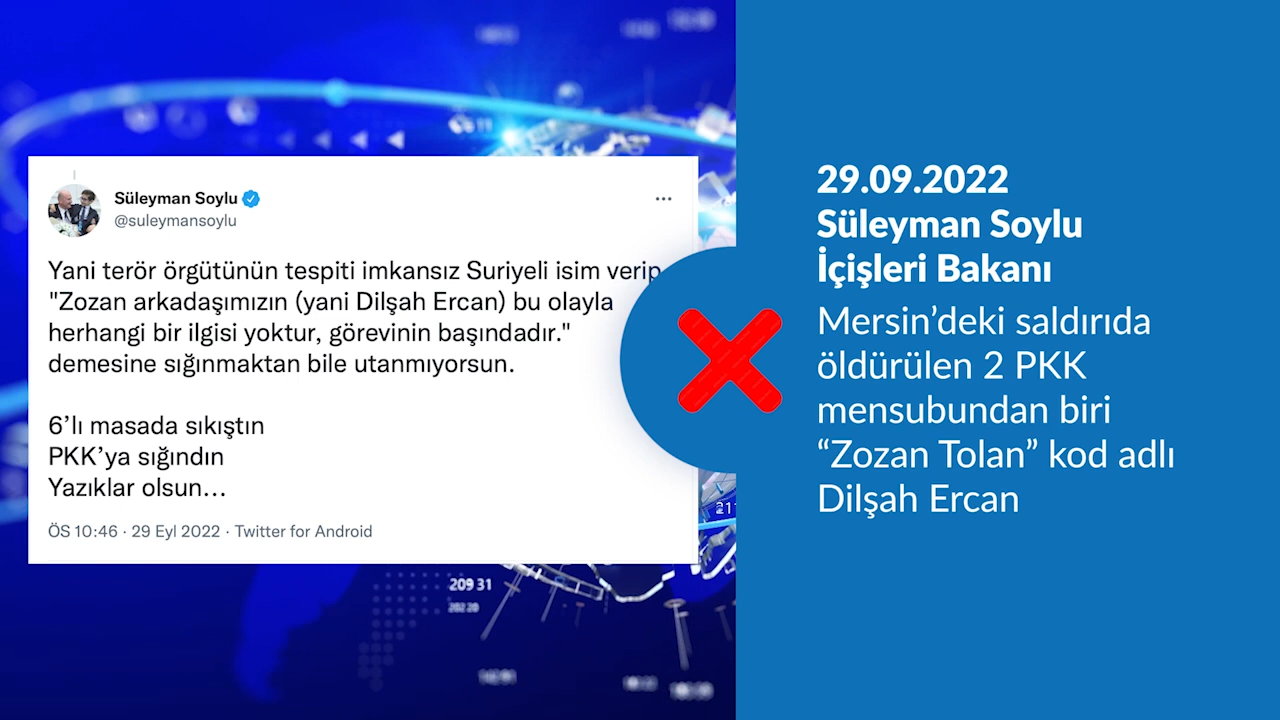 Süleyman Soylu
@suleymansoylu
Yani terör örgütünün tespiti imkansız Suriyeli isim verip
"Zozan arkadaşımızın (yani Dilşah Ercan) bu olayla
herhangi bir ilgisi yoktur, görevinin başındadır."
demesine sığınmaktan bile utanmıyorsun.
6’lı masada sıkıştın
PKK’ya sığındın
Yazıklar olsun…
ÖS 10:46 · 29 Eyl 2022 · Twitter for Android
209 31
29.09.2022
Süleyman Soylu
İçişleri Bakanı
Mersin’deki saldırıda
öldürülen 2 PKK
mensubundan biri
“Zozan Tolan” kod adlı
Dilşah Ercan